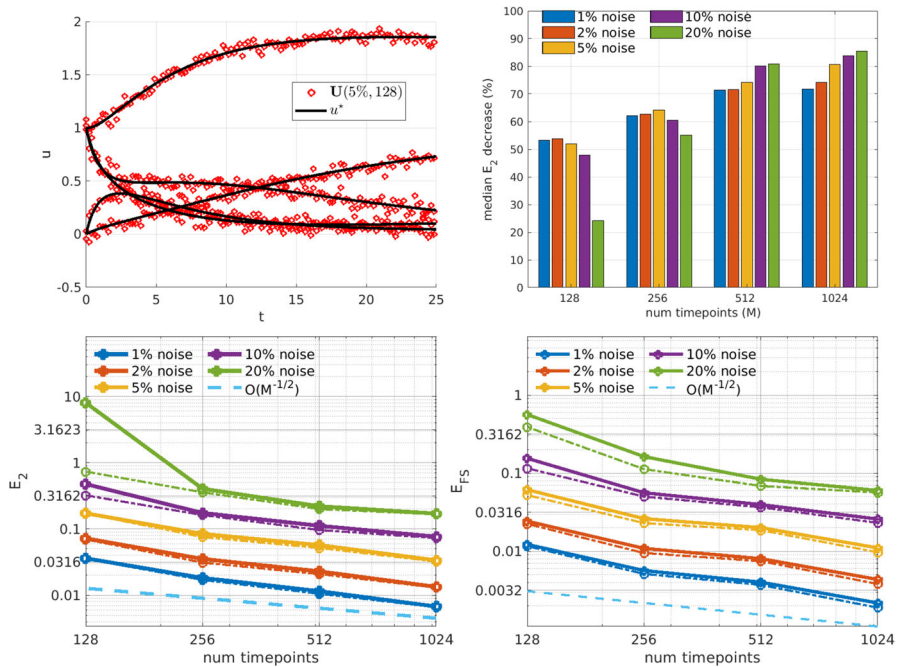 2
1.5
1
0.5
0
-0.5
u
U(5%, 128)
u*
0 5 10 15 20 25
t
100
90
80
70
60
50
40
30
20
10
0
median E2 decrease (%)
1% noise
2% noise
5% noise
10% noise
20% noise
128 256 512 1024
num timepoints (M)
1% noise
2% noise
5% noise
10% noise
20% noise
O(M^-1/2)
10
3.1623
1
0.3162
0.1
0.0316
0.01
E2
128 256 512 1024
num timepoints
1% noise
2% noise
5% noise
10% noise
20% noise
O(M^-1/2)
1
0.3162
0.1
0.0316
0.01
0.0032
EFS
128 256 512 1024
num timepoints